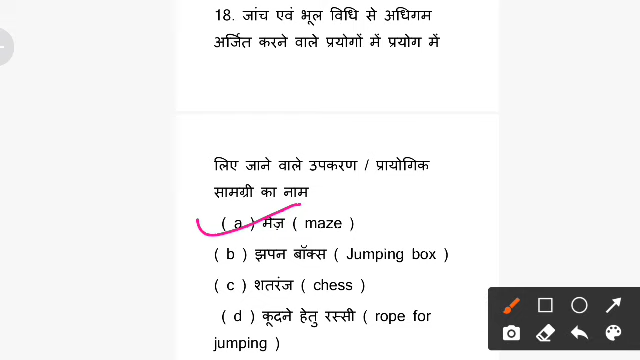 18. जांच एवं भूल विधि से अधिगम
अर्जित करने वाले प्रयोगों में प्रयोग में
लिए जाने वाले उपकरण / प्रायोगिक
सामग्री का नाम
( a ) मेज़ ( maze )
( b ) झपन बॉक्स ( Jumping box )
( c ) शतरंज ( chess )
( d ) कूदने हेतु रस्सी ( rope for
jumping )